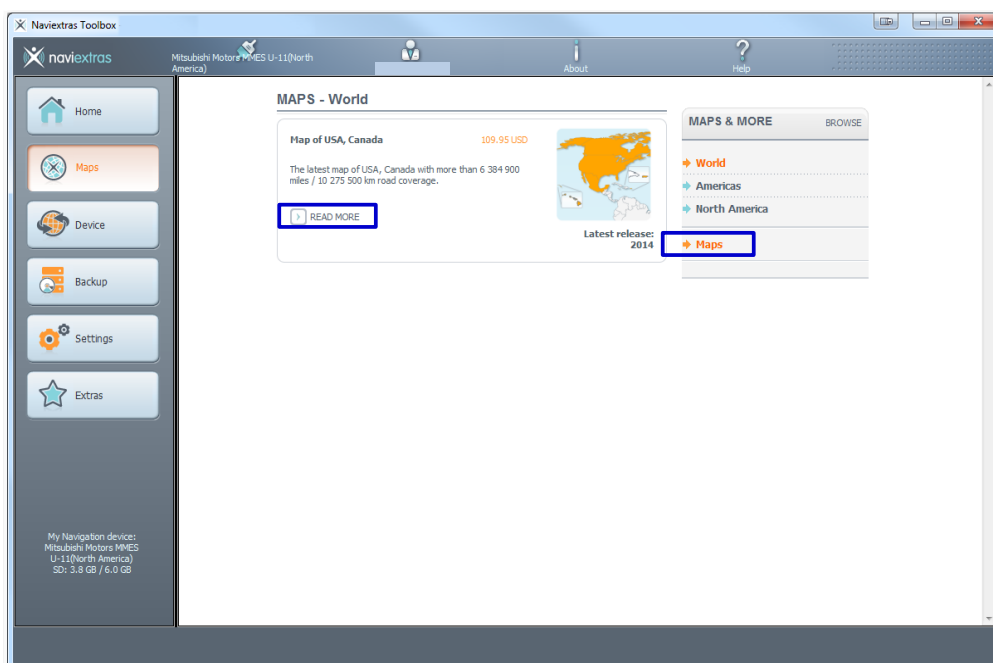 Naviextras Toolbox
naviextras
Mitsubishi Motors MMES U-11(North
America)
About
Help
Home
Maps
Device
Backup
Settings
Extras
My Navigation device:
Mitsubishi Motors MMES
U-11(North America)
SD: 3.8 GB / 6.0 GB
MAPS - World
Map of USA, Canada 109.95 USD
The latest map of USA, Canada with more than 6 384 900
miles / 10 275 500 km road coverage.
READ MORE
Latest release:
2014
MAPS & MORE BROWSE
World
Americas
North America
Maps